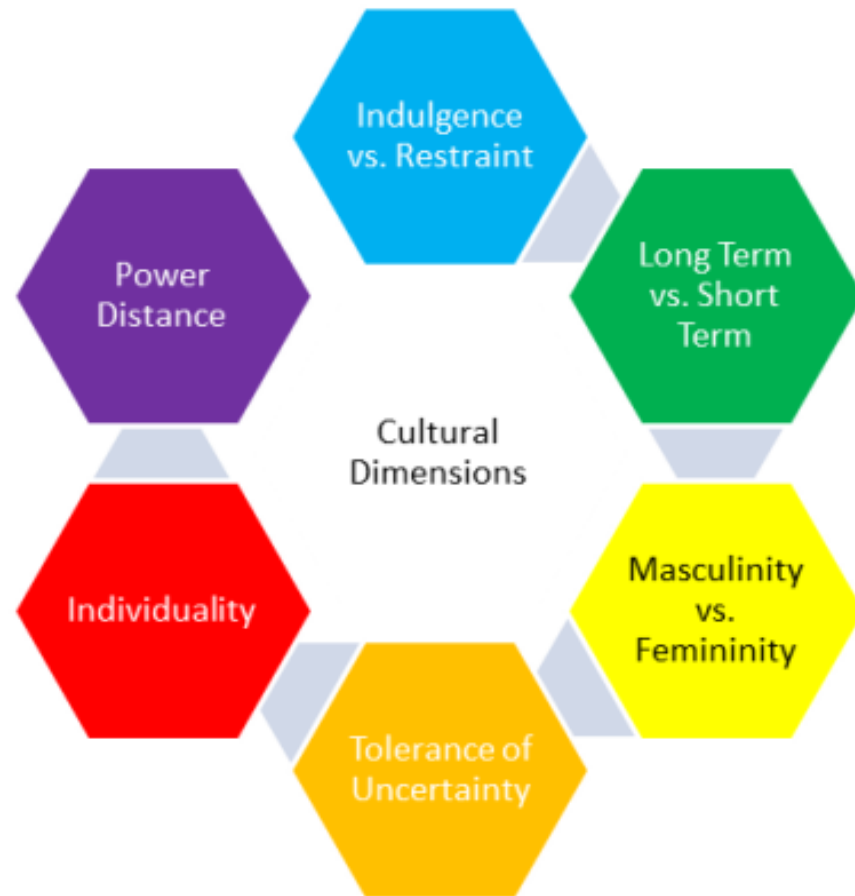 Indulgence
vs. Restraint
Long Term
vs. Short
Term
Masculinity
vs.
Femininity
Tolerance of
Uncertainty
Individuality
Power
Distance
Cultural
Dimensions